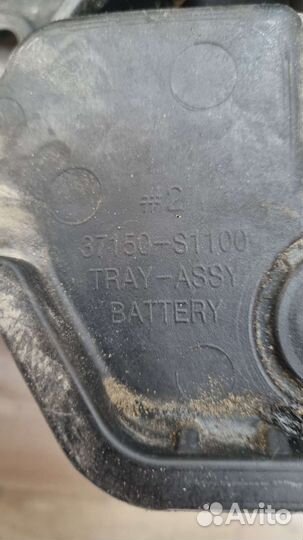 #2
37150-S1100
TRAY-ASSY
BATTERY
Avito